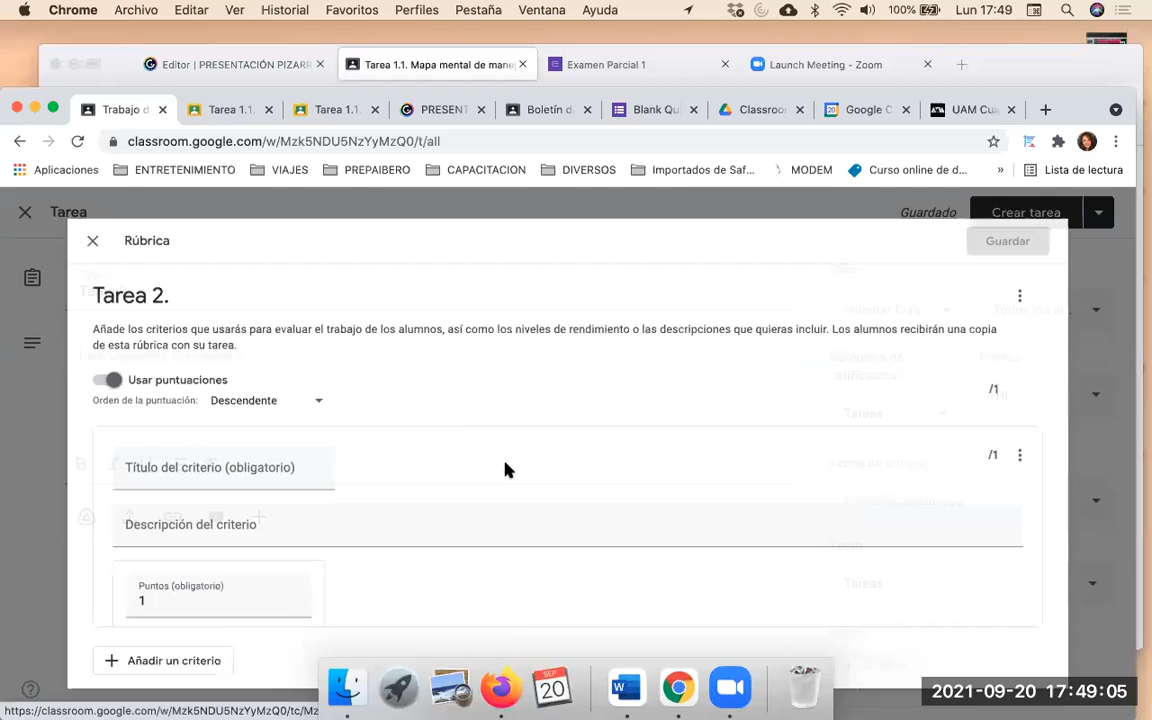 Chrome Archivo Editar Ver Historial Favoritos Perfiles Pestaña Ventana Ayuda 100% Lun 17:49
Editor | PRESENTACIÓN PIZARR Tarea 1.1. Mapa mental de mane Examen Parcial 1 Launch Meeting - Zoom
Trabajo d Tarea 1.1. Tarea 1.1. PRESENT Boletín d Blank Qui Classroo Google C UAM Cua
classroom.google.com/w/Mzk5NDU5NzYyMzQ0/t/all
Aplicaciones ENTRETENIMIENTO VIAJES PREPAIBERO CAPACITACION DIVERSOS Importados de Saf... MODEM Curso online de d... » Lista de lectura
Tarea Guardado Crear tarea
Rúbrica Guardar
Tarea 2.
Añade los criterios que usarás para evaluar el trabajo de los alumnos, así como los niveles de rendimiento o las descripciones que quieras incluir. Los alumnos recibirán una copia
de esta rúbrica con su tarea.
Usar puntuaciones
/1
Orden de la puntuación: Descendente
Título del criterio (obligatorio) /1
Descripción del criterio
Tareas
Puntos (obligatorio)
1
Añadir un criterio
SEP
20
https://classroom.google.com/w/Mzk5NDU5NzYyMzQ0/tc/Mz
2021-09-20 17:49:05